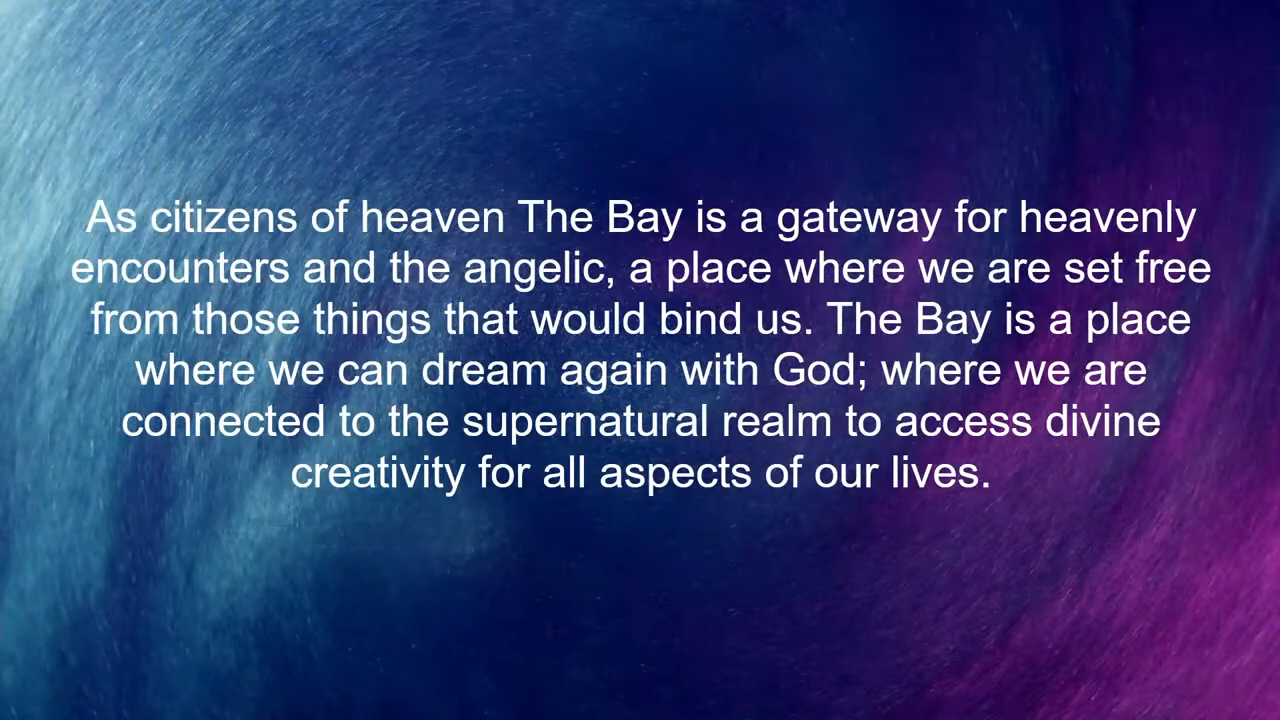 As citizens of heaven The Bay is a gateway for heavenly
encounters and the angelic, a place where we are set free
from those things that would bind us. The Bay is a place
where we can dream again with God; where we are
connected to the supernatural realm to access divine
creativity for all aspects of our lives.